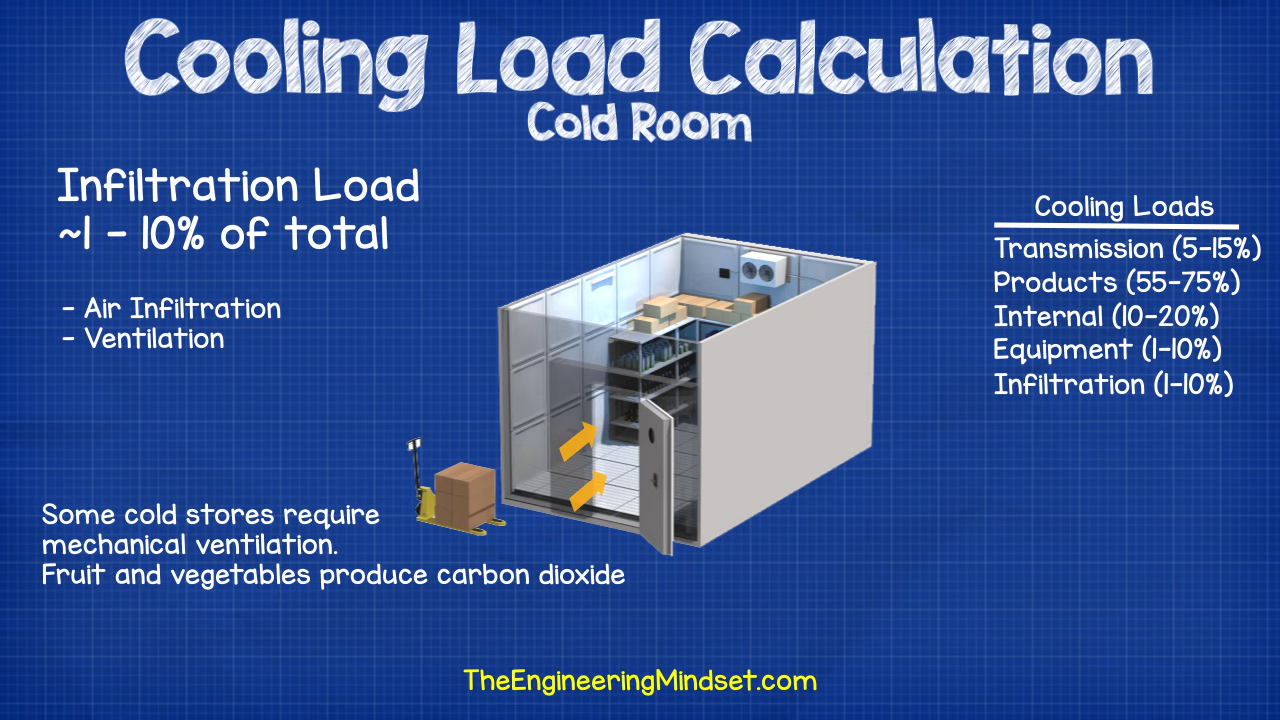 Cooling Load Calculation
Cold Room
Infiltration Load
~1 - 10% of total
- Air Infiltration
- Ventilation
Cooling Loads
Transmission (5-15%)
Products (55-75%)
Internal (10-20%)
Equipment (1-10%)
Infiltration (1-10%)
Some cold stores require
mechanical ventilation.
Fruit and vegetables produce carbon dioxide
TheEngineeringMindset.com